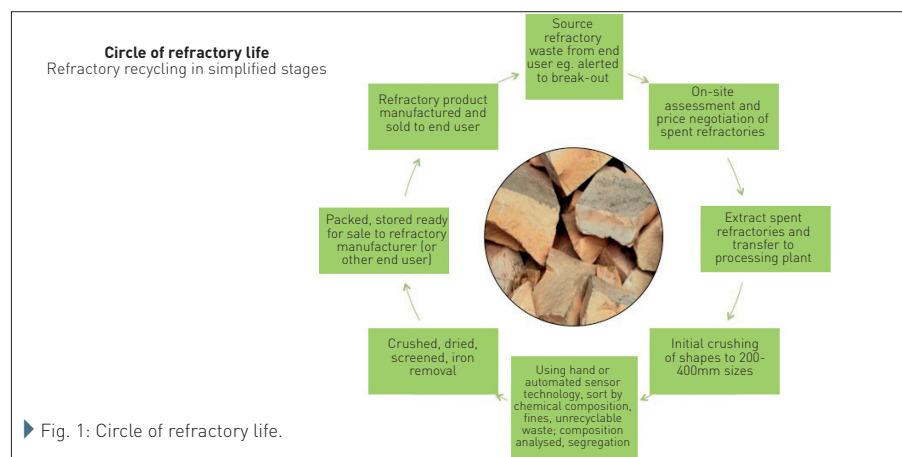 Circle of refractory life
Refractory recycling in simplified stages
Source
refractory
waste from end
user eg. alerted
to break-out
On-site
assessment and
price negotiation of
spent refractories
Extract spent
refractories and
transfer to
processing plant
Initial crushing
of shapes to 200-
400mm sizes
Using hand or
automated sensor
technology, sort by
chemical composition,
fines, unrecyclable
waste; composition
analysed, segregation
Crushed, dried,
screened, iron
removal
Packed, stored ready
for sale to refractory
manufacturer (or
other end user)
Refractory product
manufactured and
sold to end user
Fig. 1: Circle of refractory life.